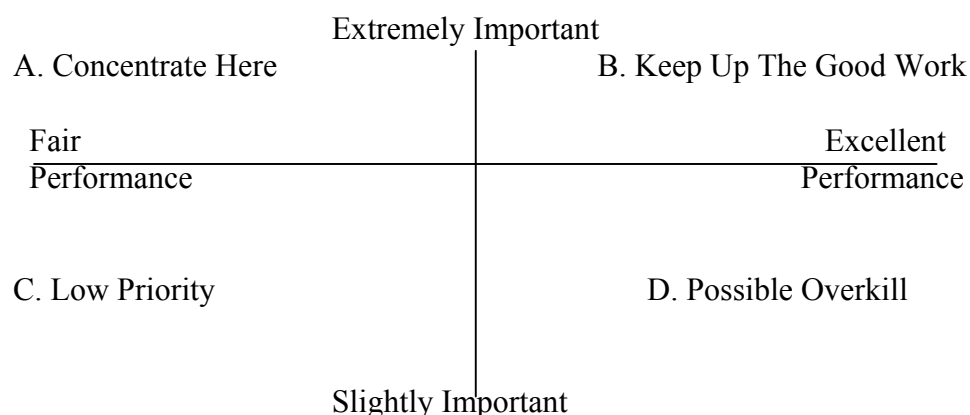 Extremely Important
A. Concentrate Here
B. Keep Up The Good Work
Fair
Performance
Excellent
Performance
C. Low Priority
D. Possible Overkill
Slightly Important